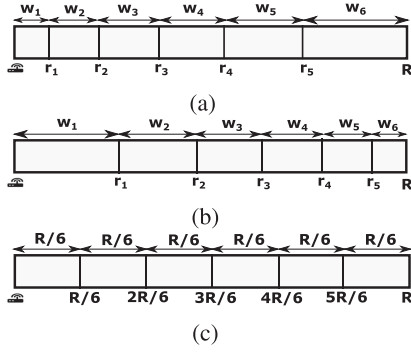 w1 w2 w3 w4 w5 w6
r1 r2 r3 r4 r5 R
(a)
w1 w2 w3 w4 w5 w6
r1 r2 r3 r4 r5 R
(b)
R/6 R/6 R/6 R/6 R/6 R/6
R/6 2R/6 3R/6 4R/6 5R/6 R
(c)